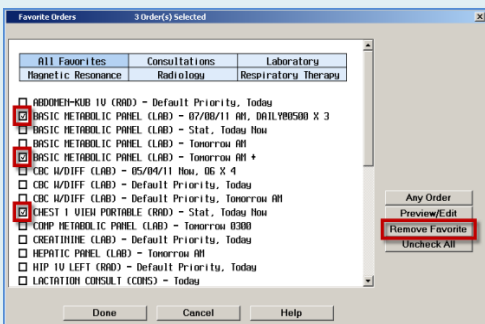 Favorite Orders 3 Order(s) Selected
All Favorites Consultations Laboratory
Magnetic Resonance Radiology Respiratory Therapy
ABDOMEN-KUB 1V (RAD) - Default Priority, Today
BASIC METABOLIC PANEL (LAB) - 07/08/11 AM, DAILY@0500 X 3
BASIC METABOLIC PANEL (LAB) - Stat, Today Now
BASIC METABOLIC PANEL (LAB) - Tomorrow AM
BASIC METABOLIC PANEL (LAB) - Tomorrow AM +
CBC W/DIFF (LAB) - 05/04/11 Now, Q6 X 4
CBC W/DIFF (LAB) - Default Priority, Today
CBC W/DIFF (LAB) - Default Priority, Tomorrow AM
CHEST 1 VIEW PORTABLE (RAD) - Stat, Today Now
COMP METABOLIC PANEL (LAB) - Tomorrow 0300
CREATININE (LAB) - Default Priority, Today
HEPATIC PANEL (LAB) - Tomorrow AM
HIP 1V LEFT (RAD) - Default Priority, Today
LACTATION CONSULT (CONS) - Today
Any Order
Preview/Edit
Remove Favorite
Uncheck All
Done Cancel Help